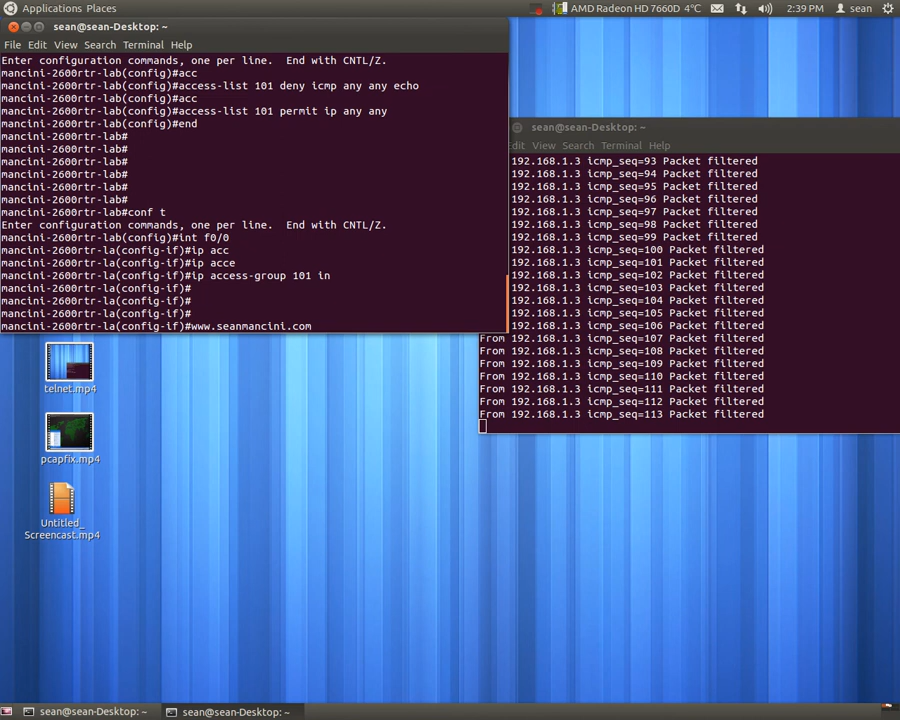 Applications Places
AMD Radeon HD 7660D 4°C
2:39 PM
sean
sean@sean-Desktop: ~
File Edit View Search Terminal Help
Enter configuration commands, one per line.  End with CNTL/Z.
mancini-2600rtr-lab(config)#acc
mancini-2600rtr-lab(config)#access-list 101 deny icmp any any echo
mancini-2600rtr-lab(config)#acc
mancini-2600rtr-lab(config)#access-list 101 permit ip any any
mancini-2600rtr-lab(config)#end
mancini-2600rtr-lab#
mancini-2600rtr-lab#
mancini-2600rtr-lab#
mancini-2600rtr-lab#
mancini-2600rtr-lab#
mancini-2600rtr-lab#
mancini-2600rtr-lab#conf t
Enter configuration commands, one per line.  End with CNTL/Z.
mancini-2600rtr-lab(config)#int f0/0
mancini-2600rtr-la(config-if)#ip acc
mancini-2600rtr-la(config-if)#ip acce
mancini-2600rtr-la(config-if)#ip access-group 101 in
mancini-2600rtr-la(config-if)#
mancini-2600rtr-la(config-if)#
mancini-2600rtr-la(config-if)#
mancini-2600rtr-la(config-if)#www.seanmancini.com
sean@sean-Desktop: ~
Edit View Search Terminal Help
192.168.1.3 icmp_seq=93 Packet filtered
192.168.1.3 icmp_seq=94 Packet filtered
192.168.1.3 icmp_seq=95 Packet filtered
192.168.1.3 icmp_seq=96 Packet filtered
192.168.1.3 icmp_seq=97 Packet filtered
192.168.1.3 icmp_seq=98 Packet filtered
192.168.1.3 icmp_seq=99 Packet filtered
192.168.1.3 icmp_seq=100 Packet filtered
192.168.1.3 icmp_seq=101 Packet filtered
192.168.1.3 icmp_seq=102 Packet filtered
192.168.1.3 icmp_seq=103 Packet filtered
192.168.1.3 icmp_seq=104 Packet filtered
192.168.1.3 icmp_seq=105 Packet filtered
192.168.1.3 icmp_seq=106 Packet filtered
From 192.168.1.3 icmp_seq=107 Packet filtered
From 192.168.1.3 icmp_seq=108 Packet filtered
From 192.168.1.3 icmp_seq=109 Packet filtered
From 192.168.1.3 icmp_seq=110 Packet filtered
From 192.168.1.3 icmp_seq=111 Packet filtered
From 192.168.1.3 icmp_seq=112 Packet filtered
From 192.168.1.3 icmp_seq=113 Packet filtered
telnet.mp4
pcapfix.mp4
Untitled_
Screencast.mp4
sean@sean-Desktop: ~
sean@sean-Desktop: ~